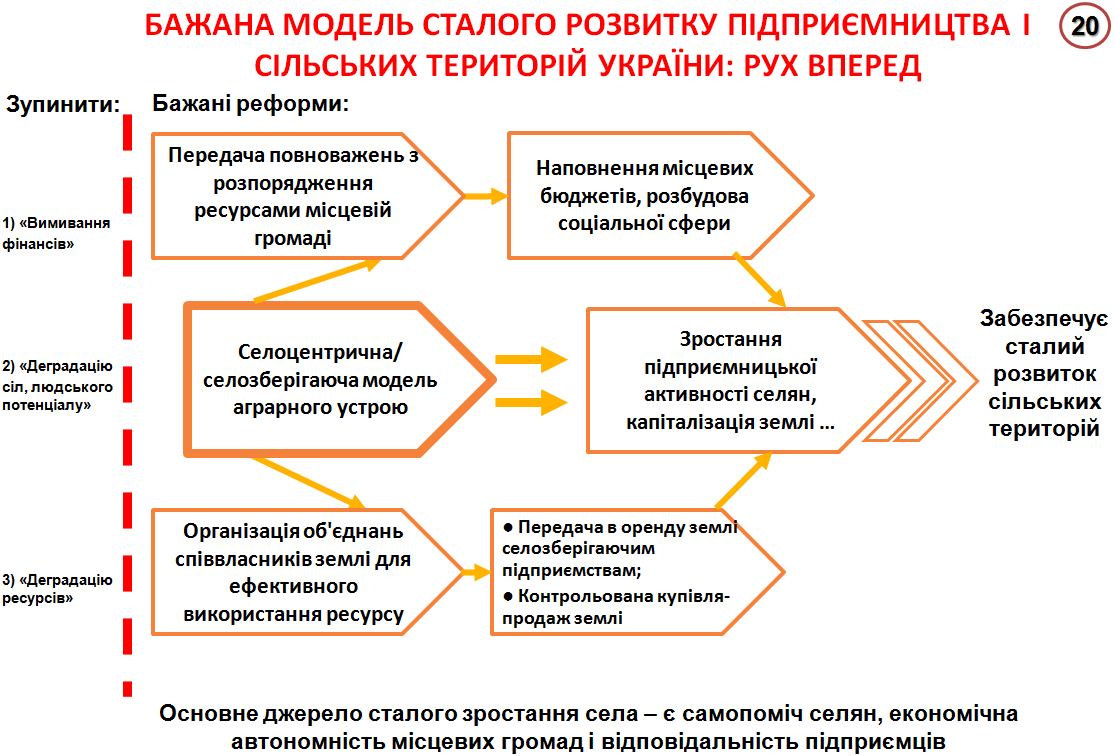 БАЖАНА МОДЕЛЬ СТАЛОГО РОЗВИТКУ ПІДПРИЄМНИЦТВА І
СІЛЬСЬКИХ ТЕРИТОРІЙ УКРАЇНИ: РУХ ВПЕРЕД
20
Зупинити:
Бажані реформи:
1) «Вимивання
фінансів»
2) «Деградацію
сіл, людського
потенціалу»
3) «Деградацію
ресурсів»
Передача повноважень з
розпорядження
ресурсами місцевій
громаді
Наповнення місцевих
бюджетів, розбудова
соціальної сфери
Селоцентрична/
селозберігаюча модель
аграрного устрою
Зростання
підприємницької
активності селян,
капіталізація землі ...
Забезпечує
сталий
розвиток
сільських
територій
Організація об'єднань
співвласників землі для
ефективного
використання ресурсу
● Передача в оренду землі
селозберігаючим
підприємствам;
● Контрольована купівля-
продаж землі
Основне джерело сталого зростання села – є самопоміч селян, економічна
автономність місцевих громад і відповідальність підприємців